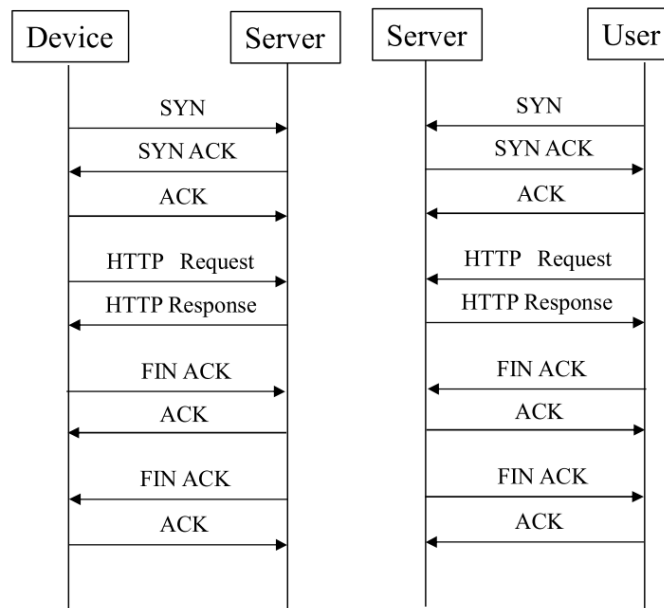 Device
Server
SYN
SYN ACK
ACK
HTTP Request
HTTP Response
FIN ACK
ACK
FIN ACK
ACK
Server
User
SYN
SYN ACK
ACK
HTTP Request
HTTP Response
FIN ACK
ACK
FIN ACK
ACK